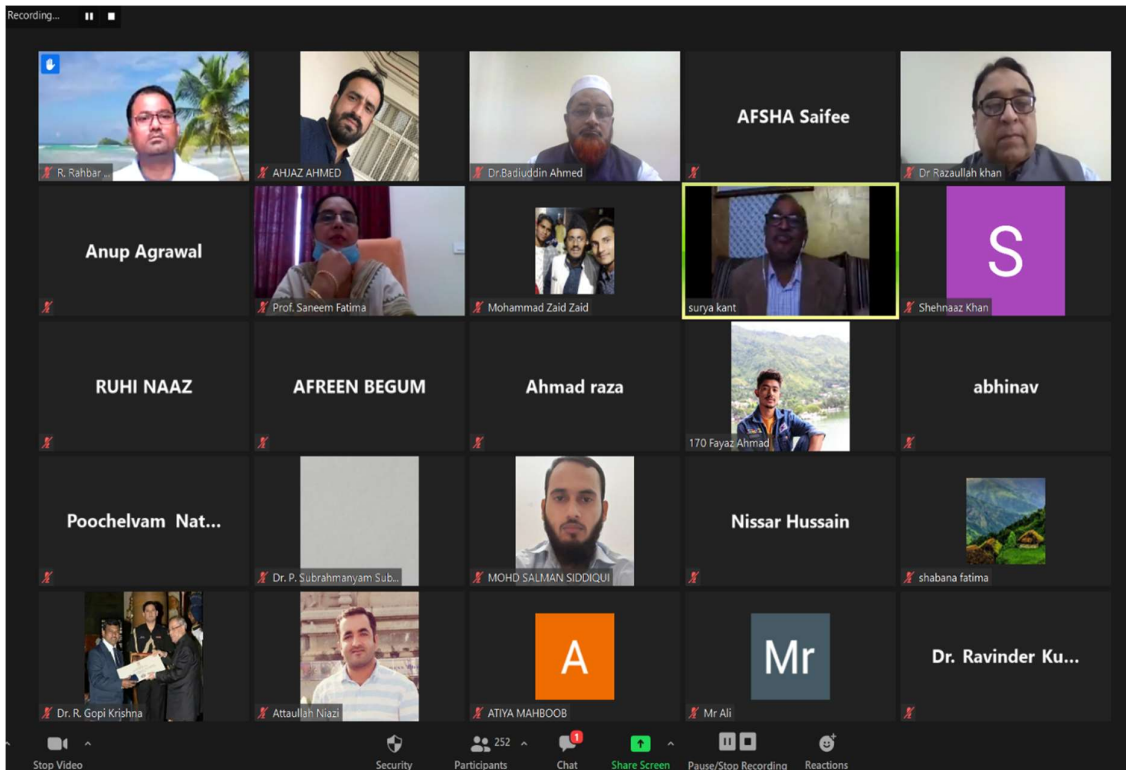 Recording...
R. Rahbar ...
AHJAZ AHMED
Dr.Badiuddin Ahmed
AFSHA Saifee
Dr Razaullah khan
Anup Agrawal
Prof. Saneem Fatima
Mohammad Zaid Zaid
surya kant
S
Shehnaaz Khan
RUHI NAAZ
AFREEN BEGUM
Ahmad raza
170 Fayaz Ahmad
abhinav
Poochelvam Nat...
Dr. P. Subrahmanyam Sub...
MOHD SALMAN SIDDIQUI
Nissar Hussain
shabana fatima
Dr. R. Gopi Krishna
Attaullah Niazi
A
ATIYA MAHBOOB
Mr
Mr Ali
Dr. Ravinder Ku...
252
1
Stop Video
Security
Participants
Chat
Share Screen
Pause/Stop Recording
Reactions